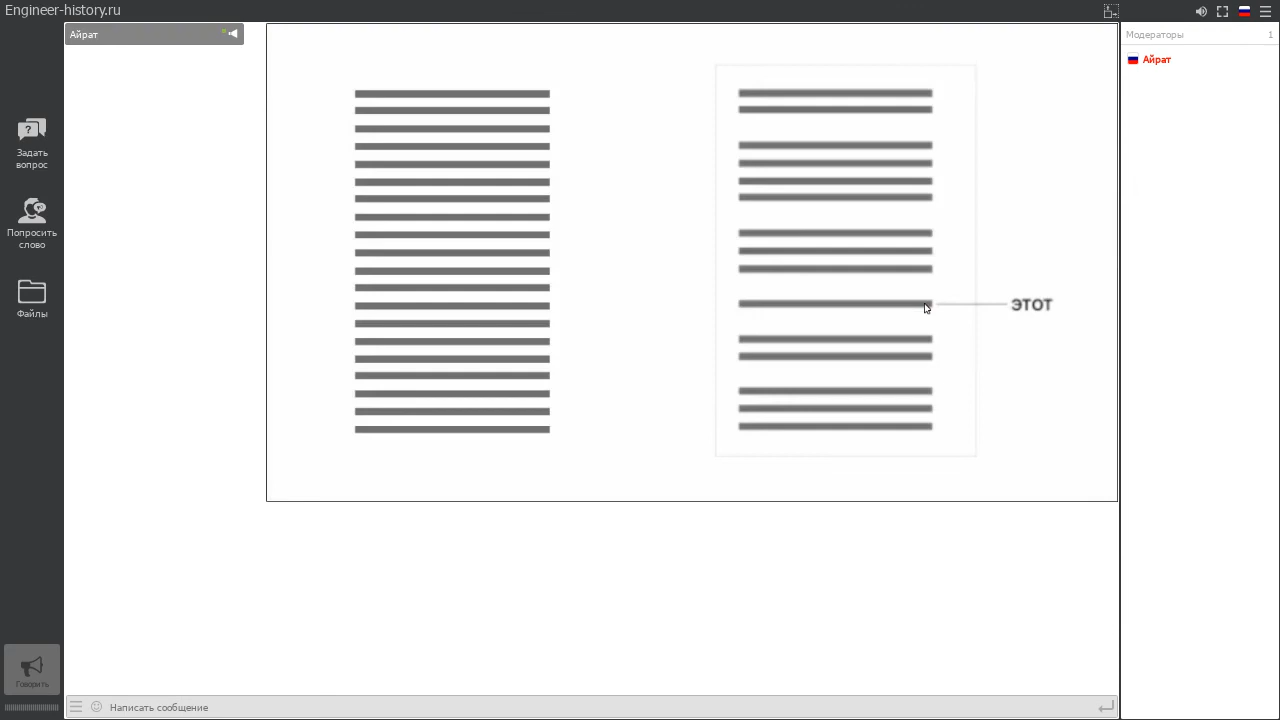 Engineer-history.ru
Айрат
Модераторы 1
Айрат
Задать
вопрос
Попросить
слово
Файлы
ЭТОТ
Говорить
Написать сообщение